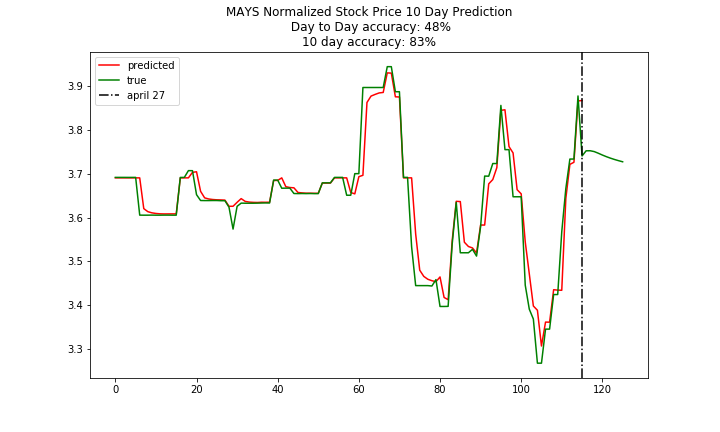 MAYS Normalized Stock Price 10 Day Prediction
Day to Day accuracy: 48%
10 day accuracy: 83%
predicted
true
april 27
3.9
3.8
3.7
3.6
3.5
3.4
3.3
0 20 40 60 80 100 120